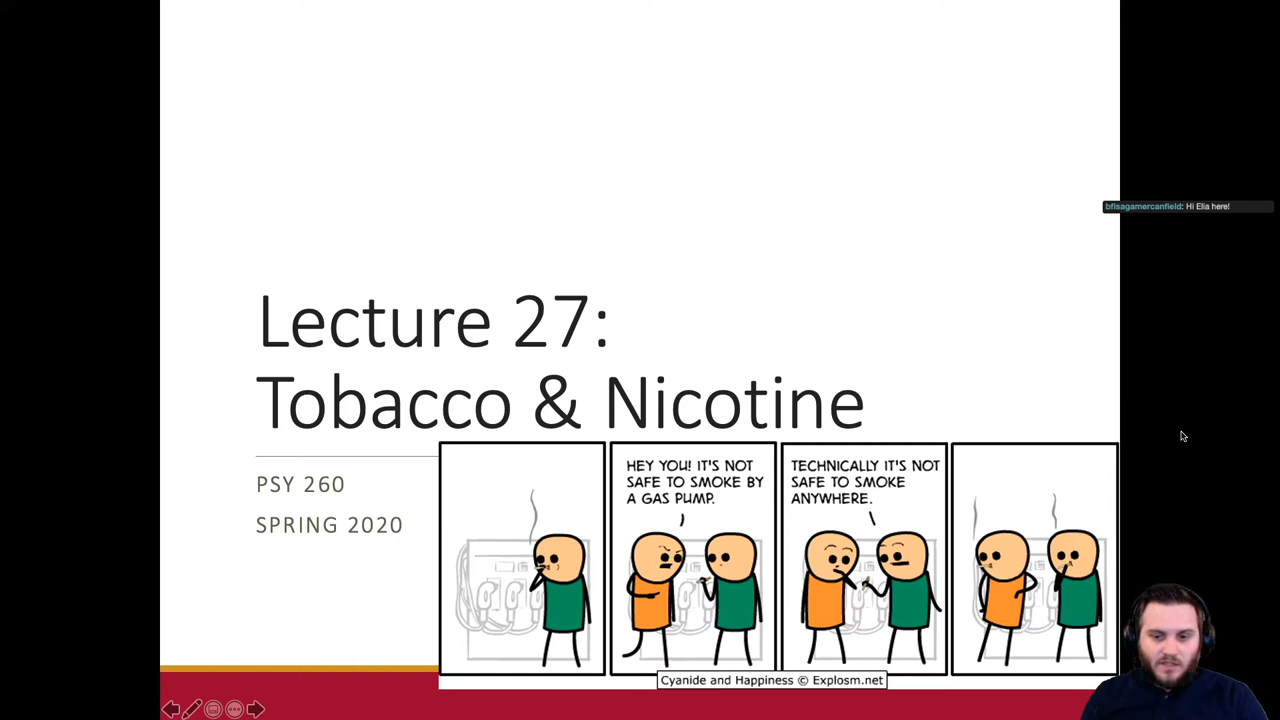 bfisagamercanfield: Hi Elia here!
Lecture 27:
Tobacco & Nicotine
PSY 260
SPRING 2020
HEY YOU! IT'S NOT
SAFE TO SMOKE BY
A GAS PUMP.
TECHNICALLY IT'S NOT
SAFE TO SMOKE
ANYWHERE.
Cyanide and Happiness © Explosm.net